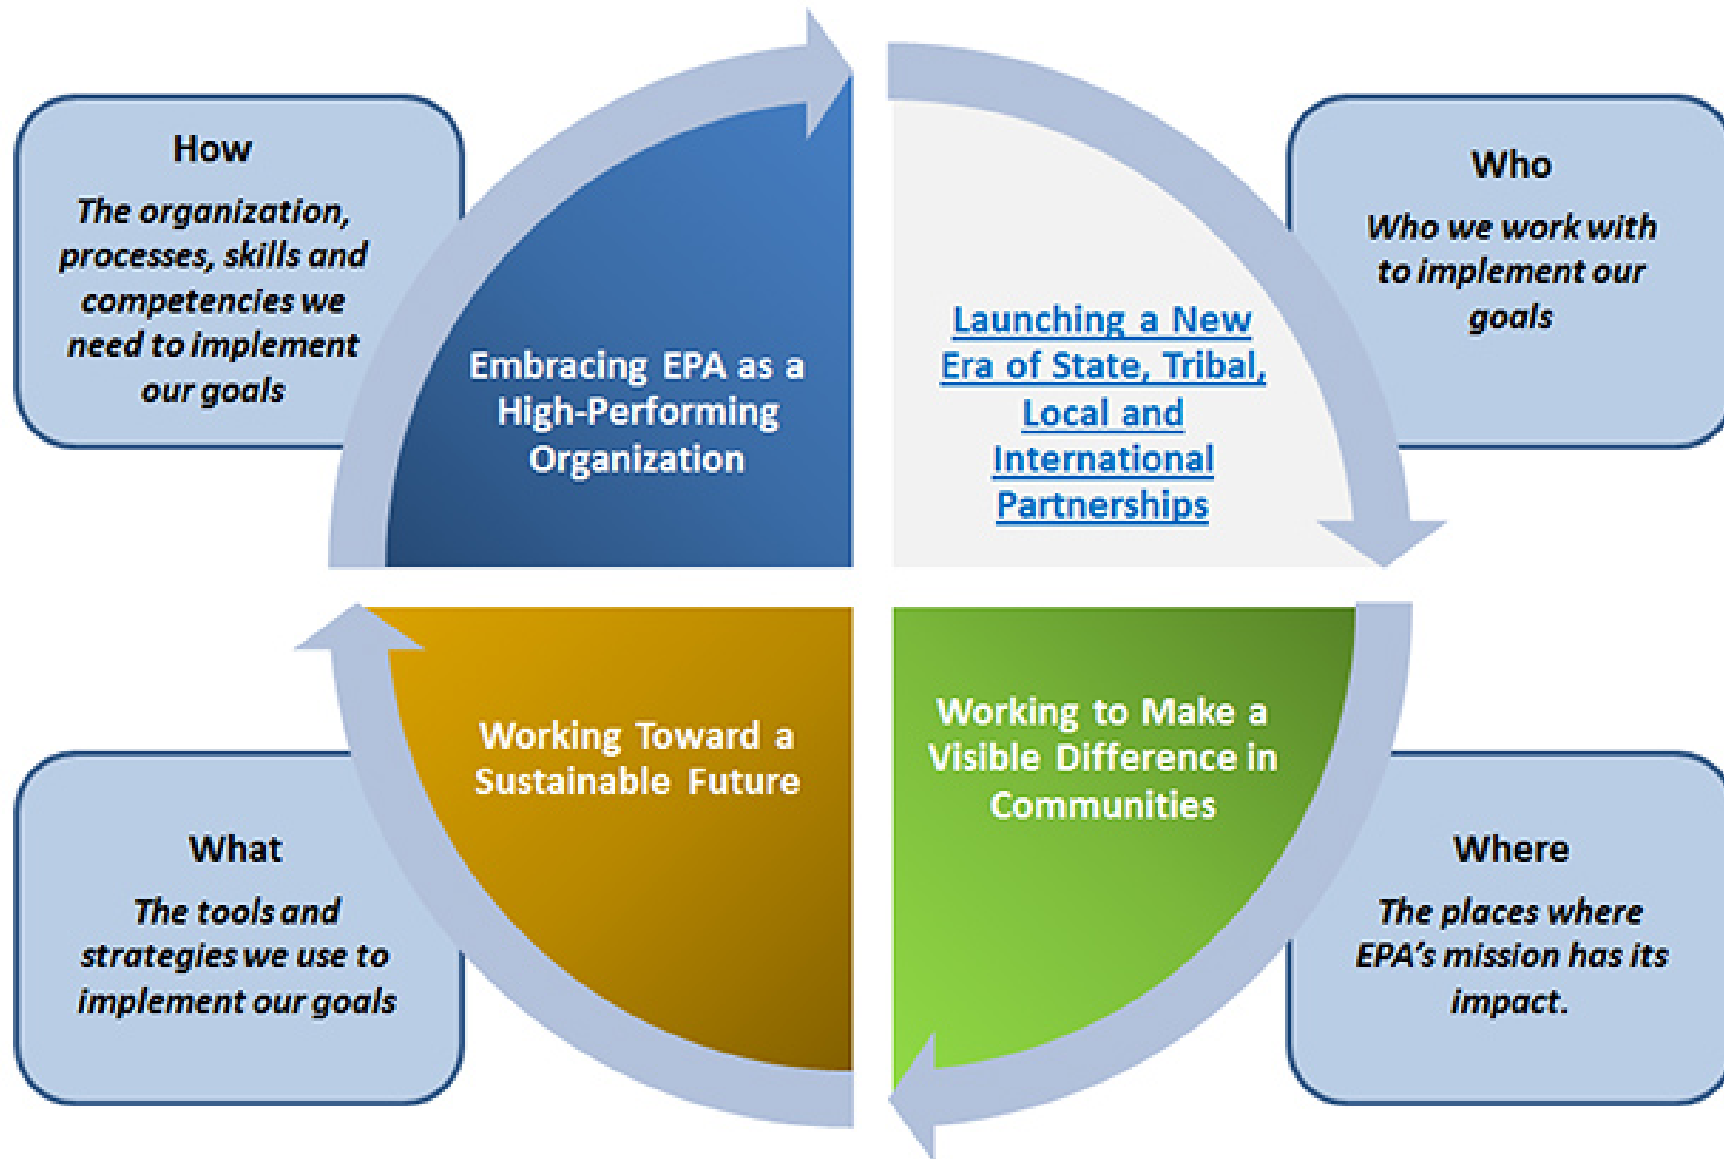 How
The organization,
processes, skills and
competencies we
need to implement
our goals
Embracing EPA as a
High-Performing
Organization
Launching a New
Era of State, Tribal,
Local and
International
Partnerships
Who
Who we work with
to implement our
goals
What
The tools and
strategies we use to
implement our goals
Working Toward a
Sustainable Future
Working to Make a
Visible Difference in
Communities
Where
The places where
EPA's mission has its
impact.